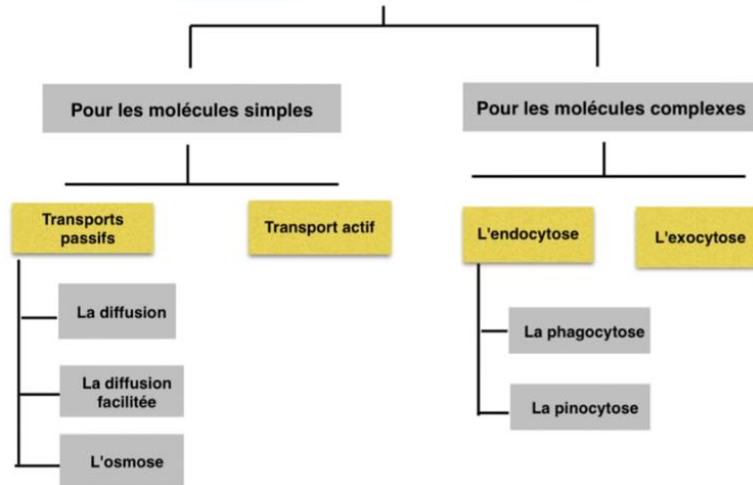 Pour les molécules simples
Pour les molécules complexes
Transports
passifs
Transport actif
L'endocytose
L'exocytose
La diffusion
La diffusion
facilitée
L'osmose
La phagocytose
La pinocytose